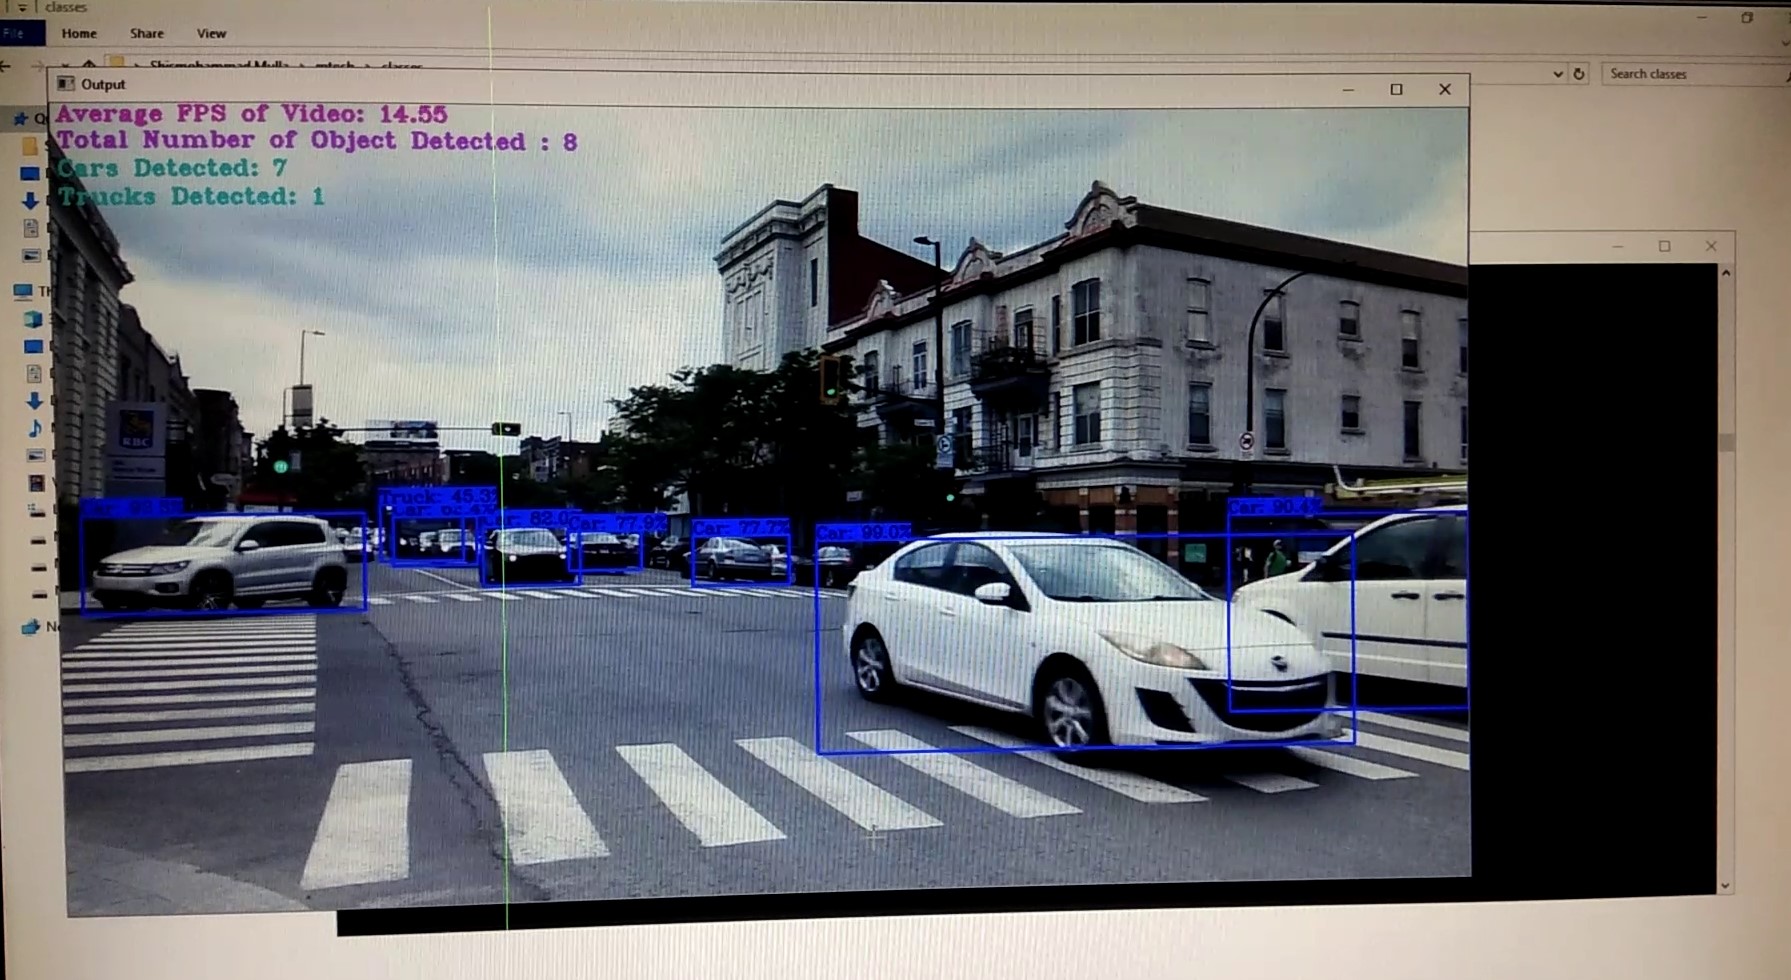 classes
File
Home
Share
View
Search classes
Output
Average FPS of Video: 14.55
Total Number of Object Detected : 8
Cars Detected: 7
Trucks Detected: 1
RBC
Truck: 45.3%
Car: 82.0
Car: 77.9%
Car: 77.7%
Car: 99.0%
Car: 90.4%